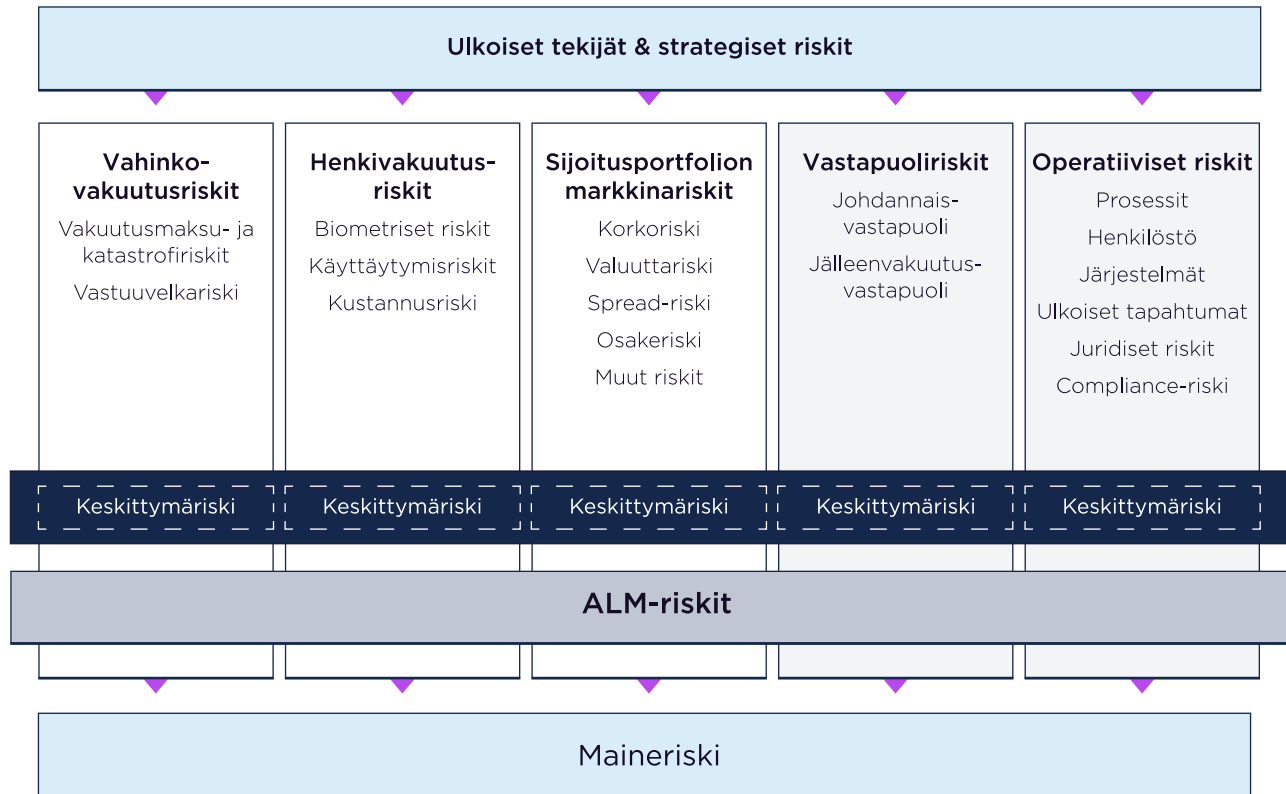 Ulkoiset tekijät & strategiset riskit
Vahinko-
vakuutusriskit
Vakuutusmaksu- ja
katastrofiriskit
Vastuuvelkariski
Henkivakuutus-
riskit
Biometriset riskit
Käyttäytymisriskit
Kustannusriski
Sijoitusportfolion
markkinariskit
Korkoriski
Valuuttariski
Spread-riski
Osakeriski
Muut riskit
Vastapuoliriskit
Johdannais-
vastapuoli
Jälleenvakuutus-
vastapuoli
Operatiiviset riskit
Prosessit
Henkilöstö
Järjestelmät
Ulkoiset tapahtumat
Juridiset riskit
Compliance-riski
Keskittymäriski
Keskittymäriski
Keskittymäriski
Keskittymäriski
Keskittymäriski
ALM-riskit
Maineriski